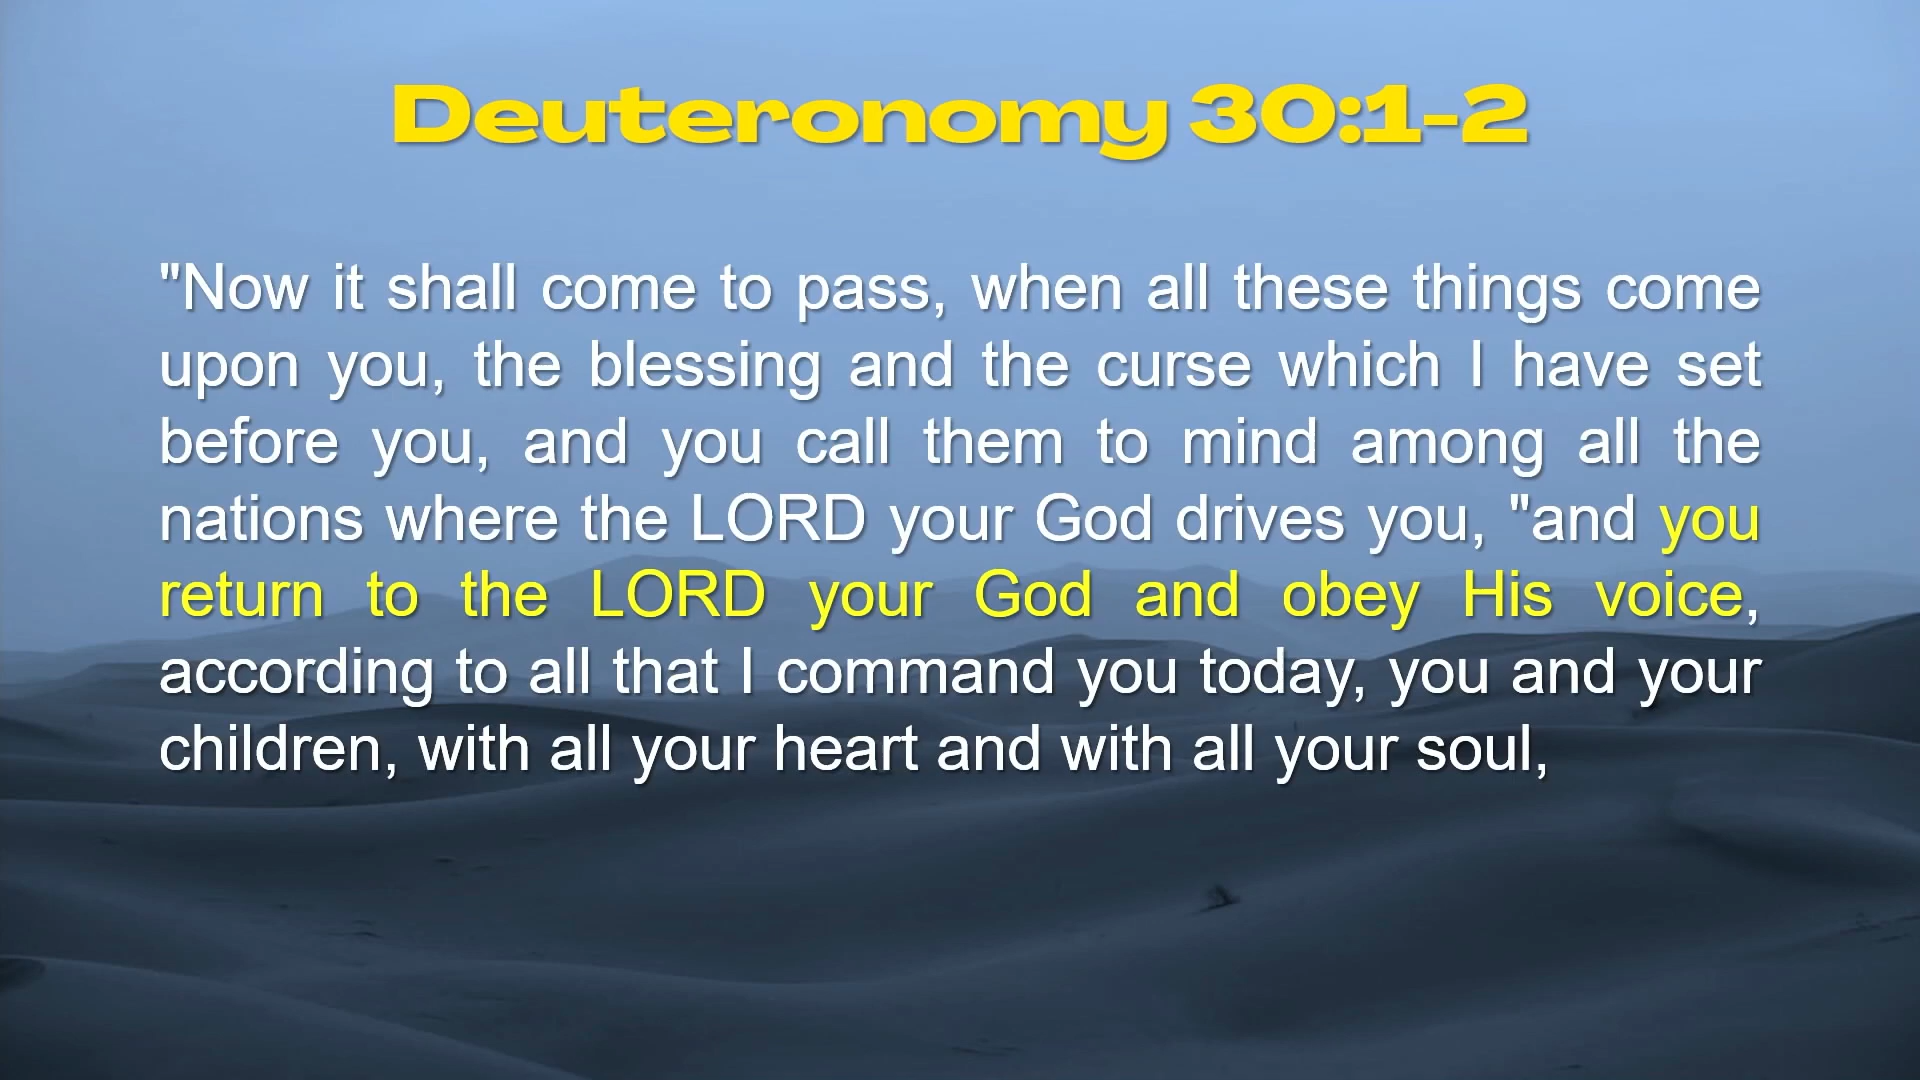 Deuteronomy 30:1-2
"Now it shall come to pass, when all these things come
upon you, the blessing and the curse which I have set
before you, and you call them to mind among all the
nations where the LORD your God drives you, "and you
return to the LORD your God and obey His voice,
according to all that I command you today, you and your
children, with all your heart and with all your soul,